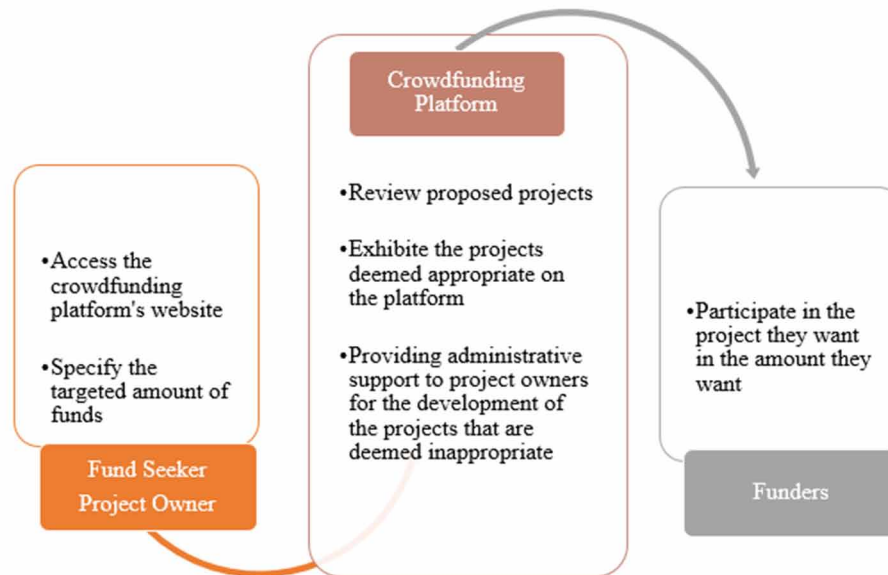 •Access the
crowdfunding
platform's website
•Specify the
targeted amount of
funds
Fund Seeker
Project Owner
Crowdfunding
Platform
•Review proposed projects
•Exhibite the projects
deemed appropriate on
the platform
•Providing administrative
support to project owners
for the development of
the projects that are
deemed inappropriate
•Participate in the
project they want
in the amount they
want
Funders